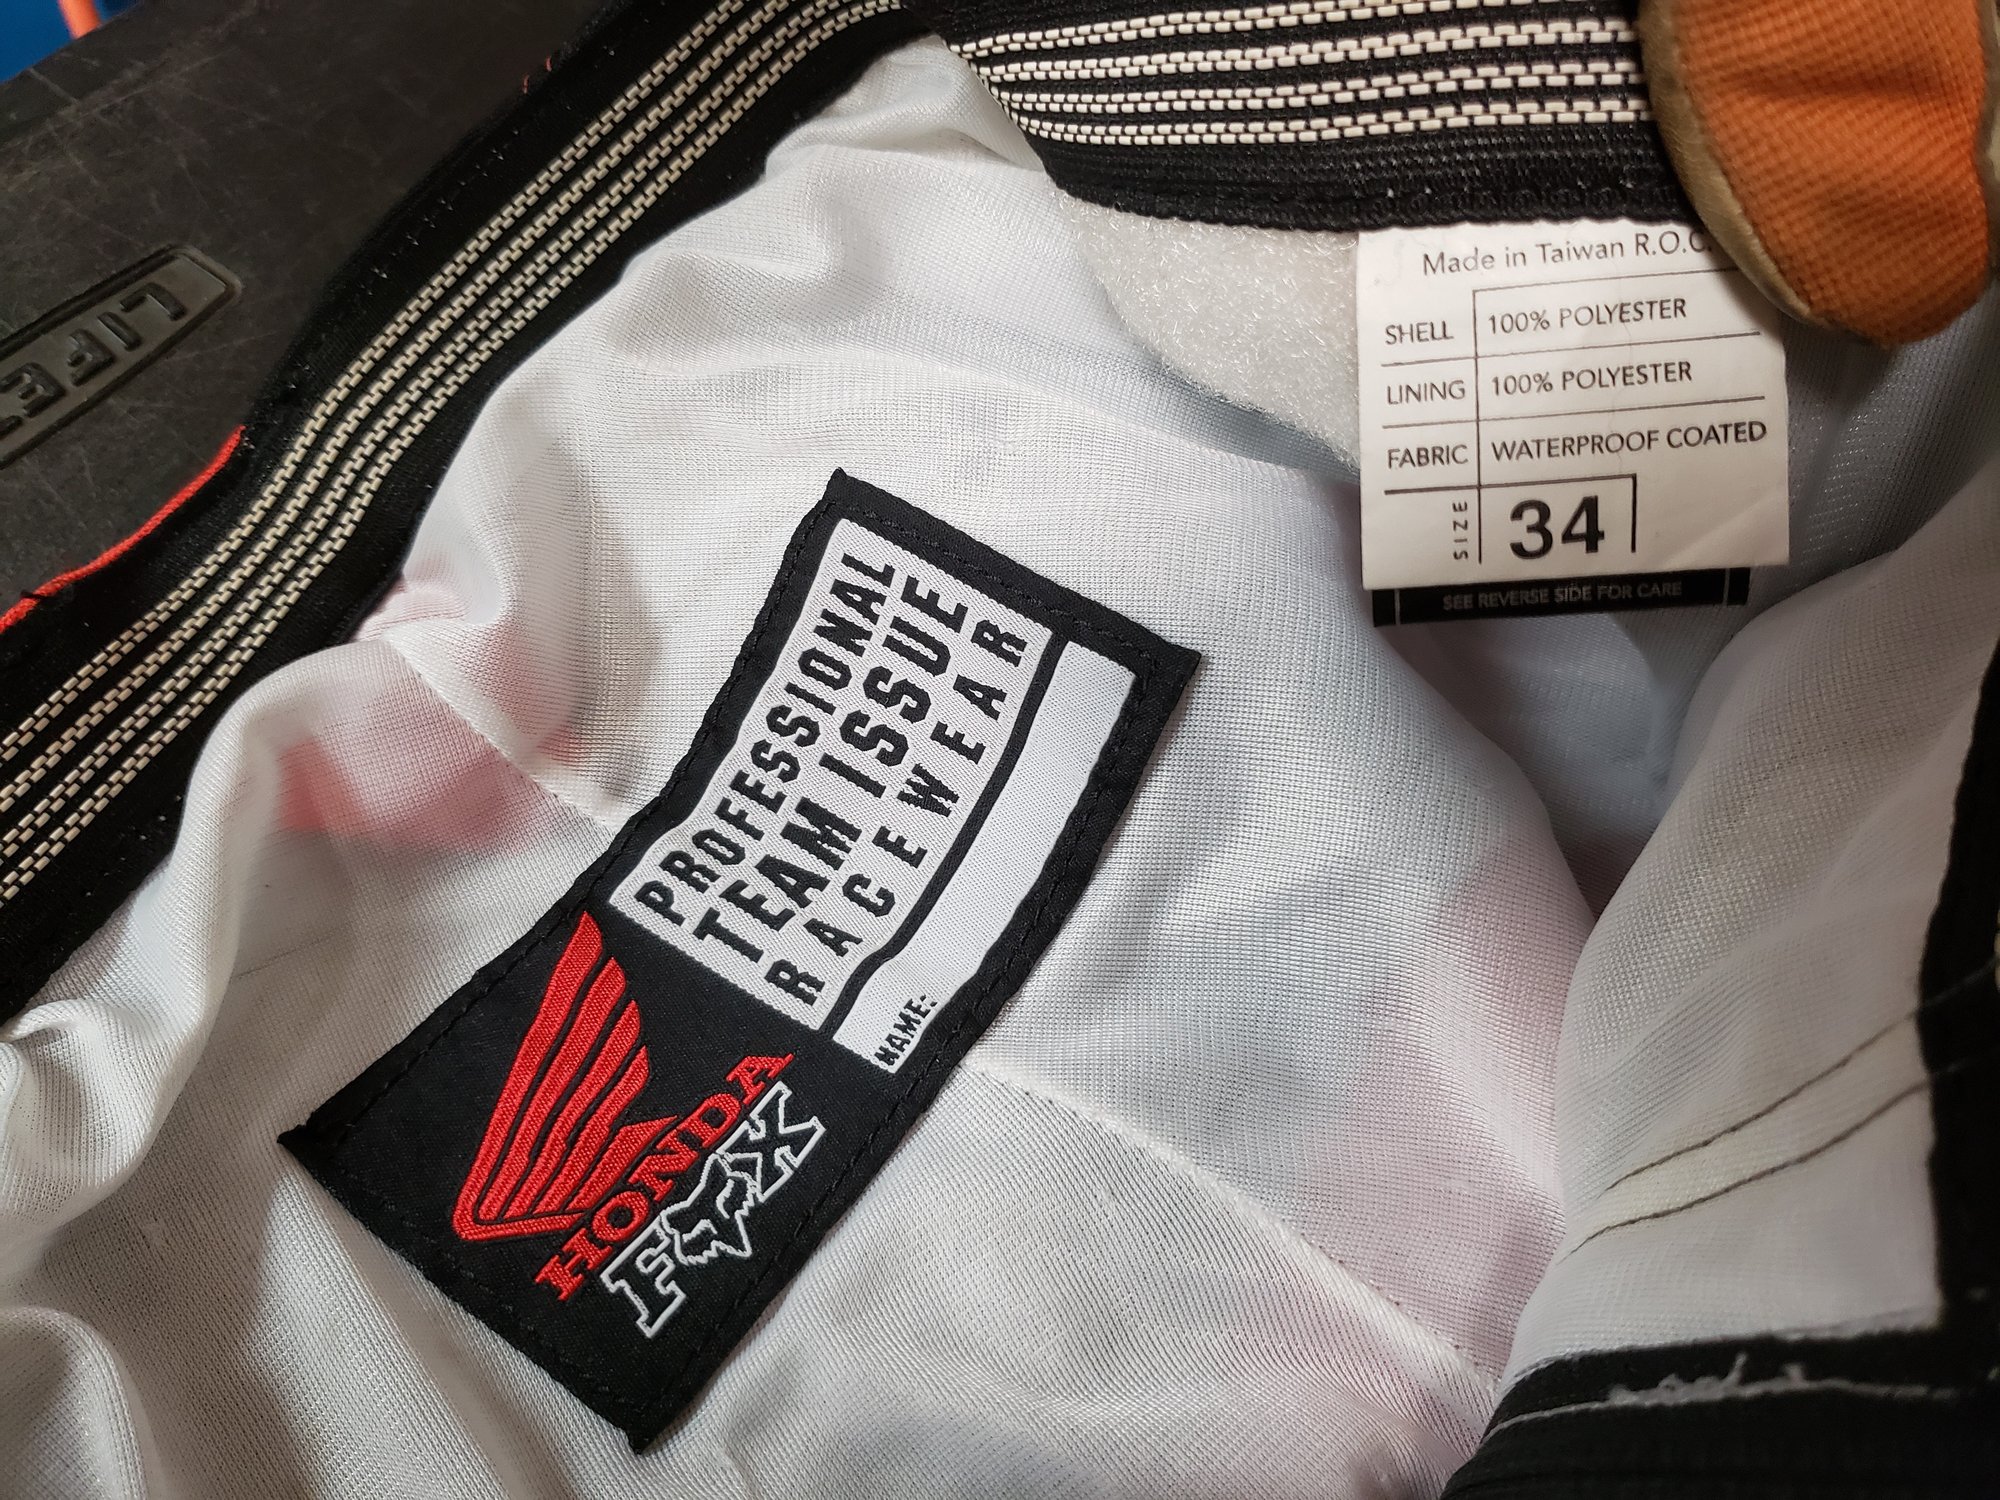 LIFE
Made in Taiwan R.O.C.
SHELL 100% POLYESTER
LINING 100% POLYESTER
FABRIC WATERPROOF COATED
SIZE 34
SEE REVERSE SIDE FOR CARE
PROFESSIONAL
TEAM ISSUE
RACEWEAR
NAME:
HONDA
FOX